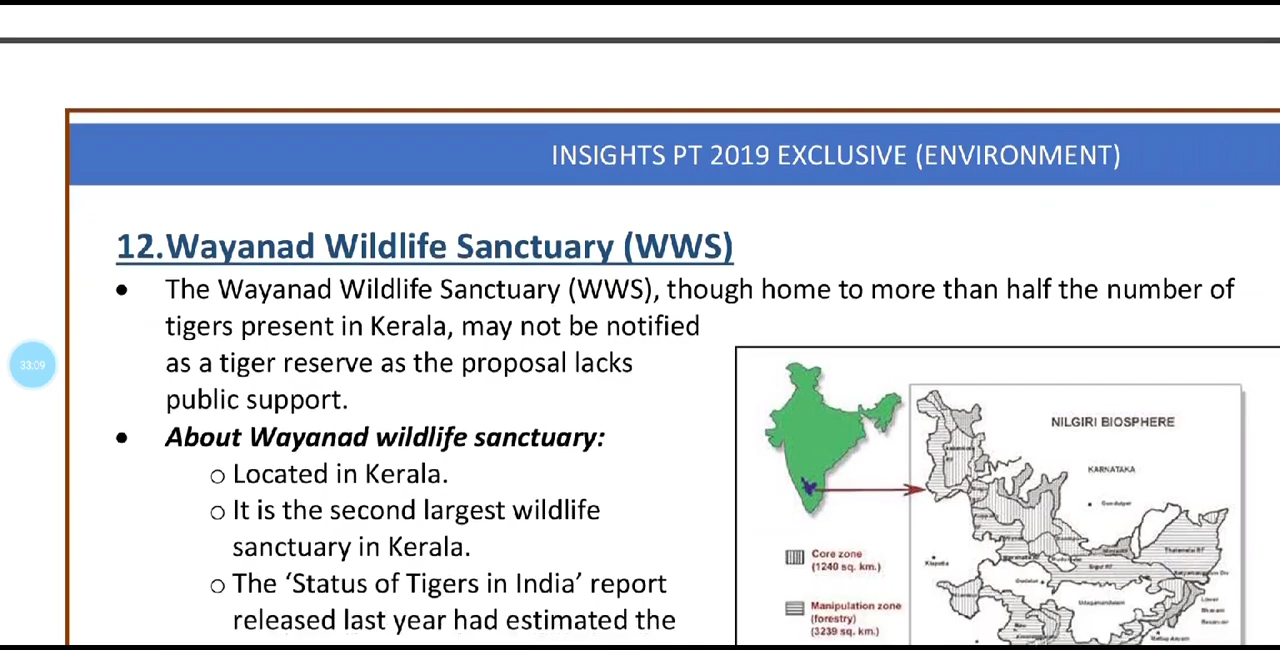 INSIGHTS PT 2019 EXCLUSIVE (ENVIRONMENT)
12.Wayanad Wildlife Sanctuary (WWS)
• The Wayanad Wildlife Sanctuary (WWS), though home to more than half the number of
tigers present in Kerala, may not be notified
as a tiger reserve as the proposal lacks
public support.
• About Wayanad wildlife sanctuary:
o Located in Kerala.
o It is the second largest wildlife
sanctuary in Kerala.
o The ‘Status of Tigers in India’ report
released last year had estimated the
33:09
NILGIRI BIOSPHERE
KARNATAKA
Core zone
(1240 sq. km.)
Manipulation zone
(forestry)
(3239 sq. km.)